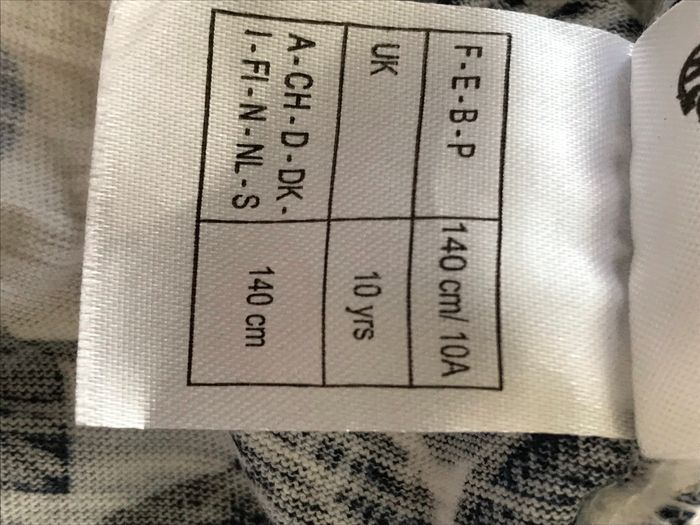 F - E - B - P 140 cm/ 10A
UK 10 yrs
A - CH - D - DK - 140 cm
I - FI - N - NL - S